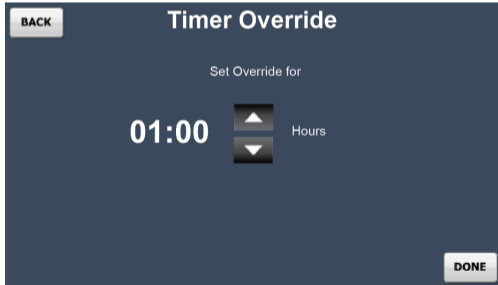 BACK
Timer Override
Set Override for
01:00
Hours
DONE